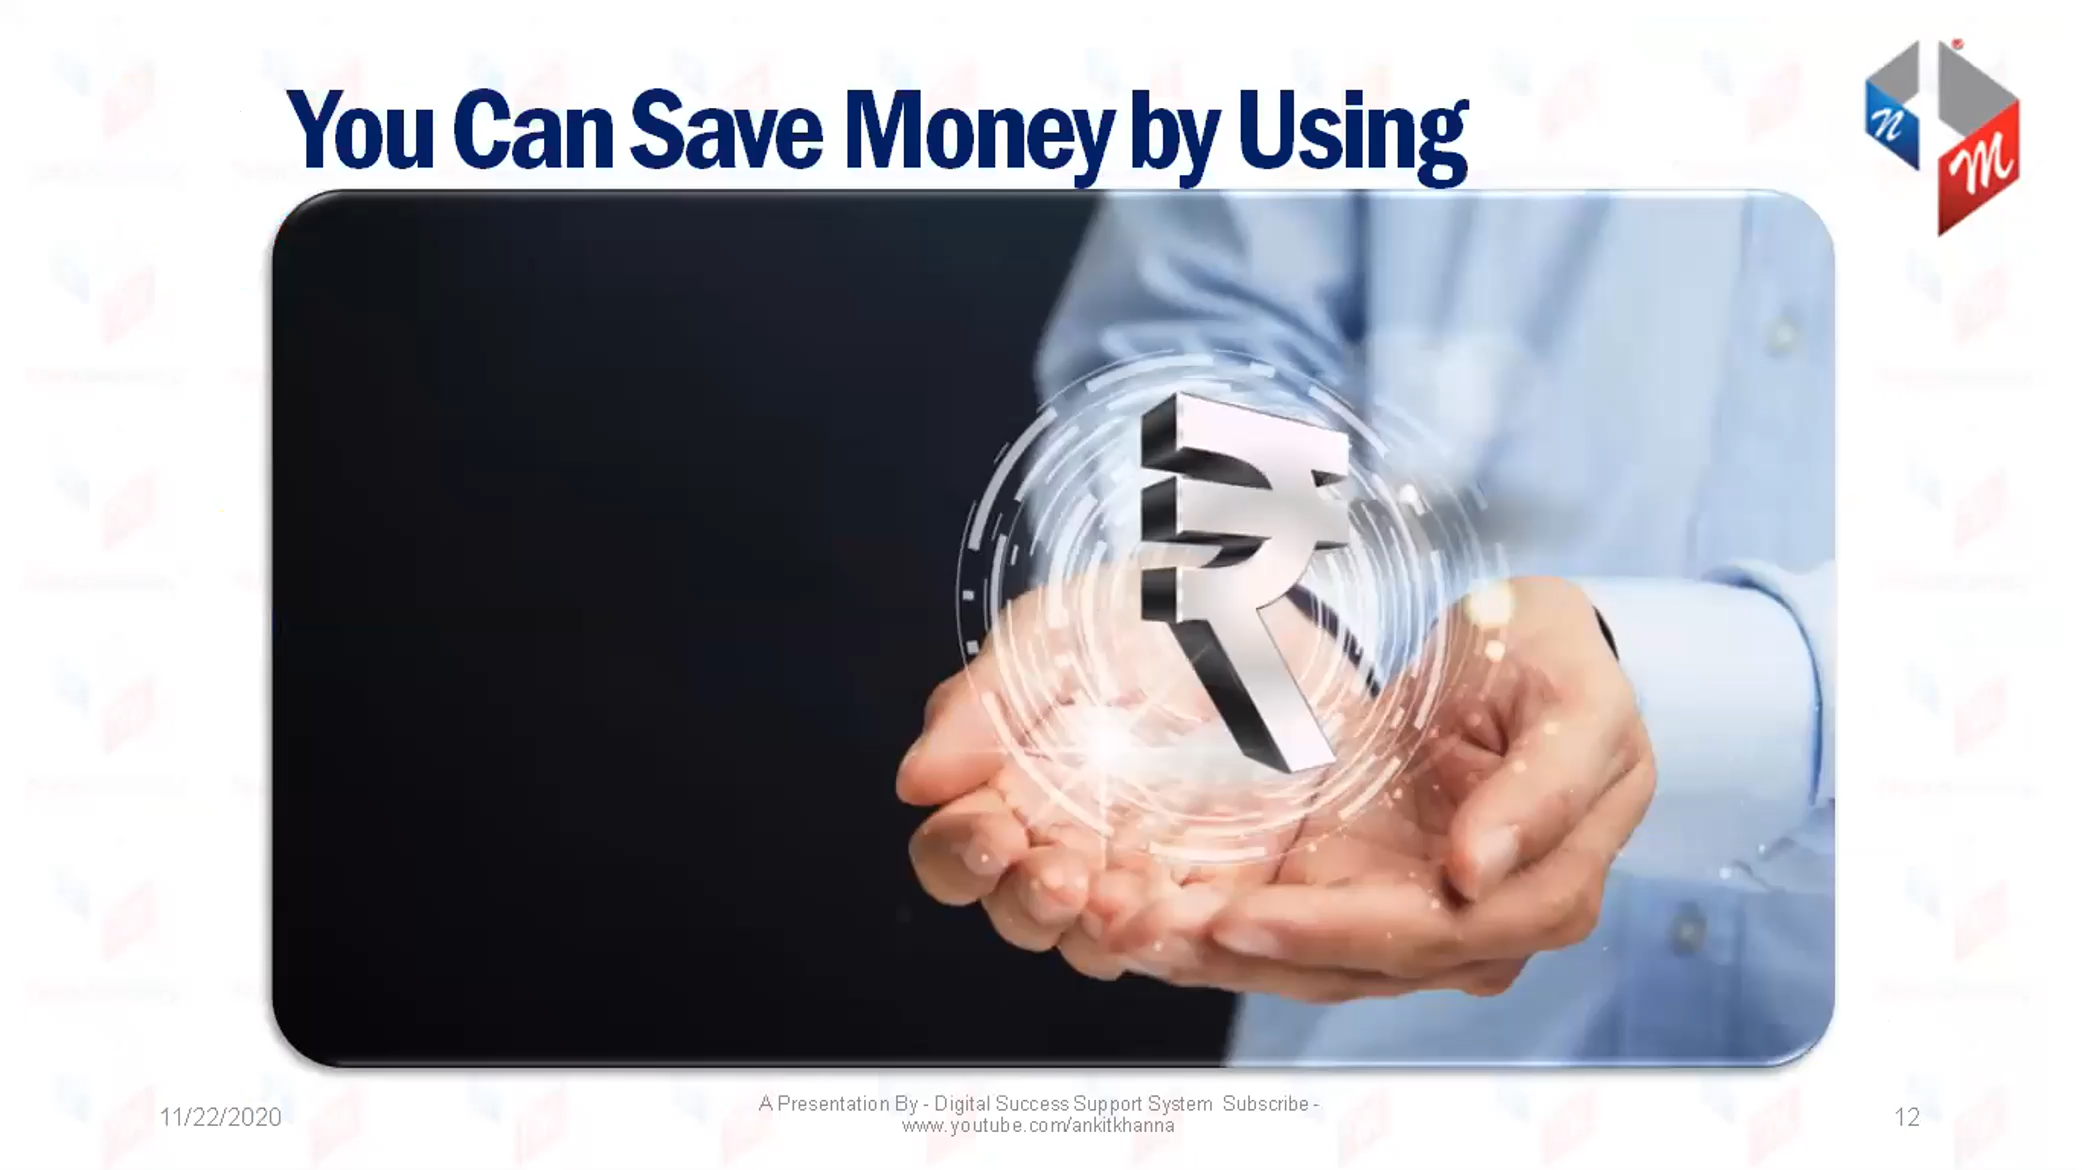 You Can Save Money by Using
n
m
₹
11/22/2020
A Presentation By - Digital Success Support System Subscribe -
www.youtube.com/ankitkhanna
12